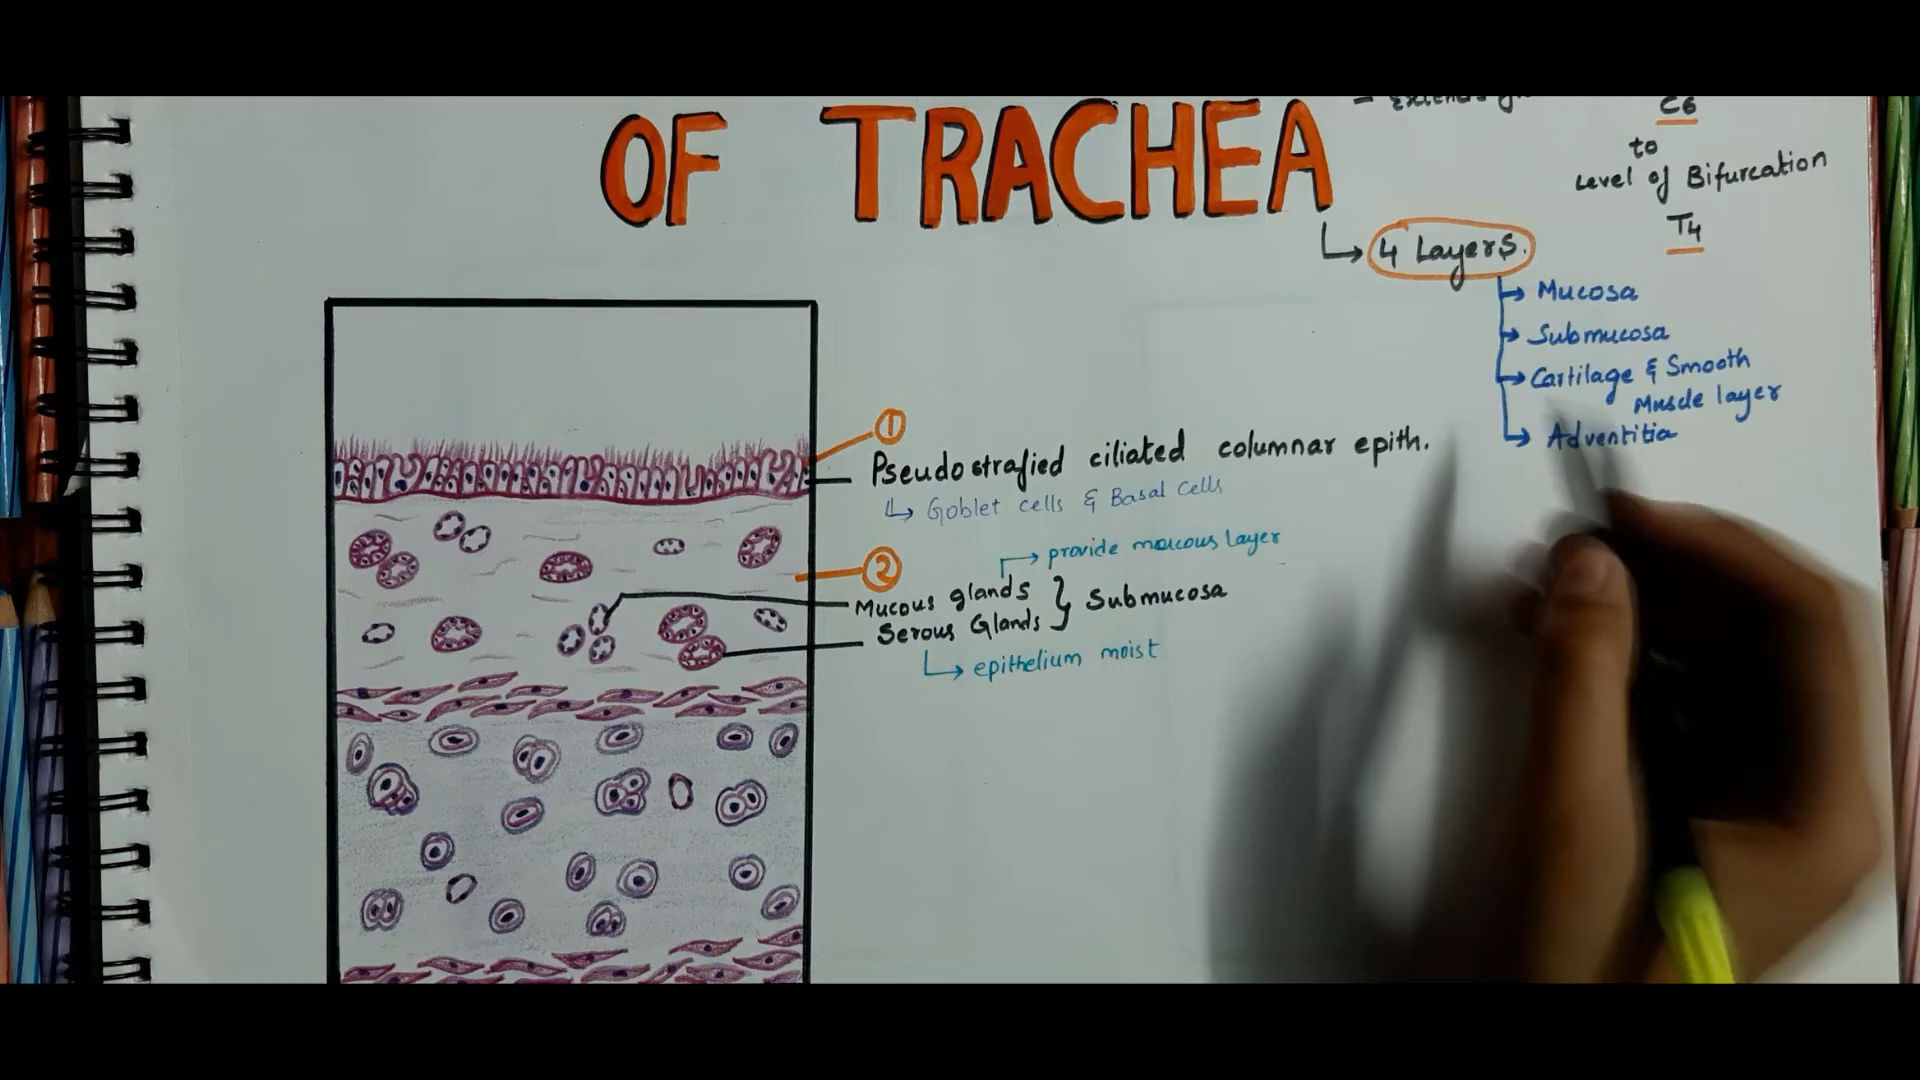 OF TRACHEA
C6
to
Level of Bifurcation
T4
4 Layers.
Mucosa
Submucosa
Cartilage & Smooth
Muscle layer
Adventitia
①
Pseudostrafied ciliated columnar epith.
Goblet cells & Basal cells
②
provide moucous layer
Mucous glands
Serous Glands
Submucosa
epithelium moist